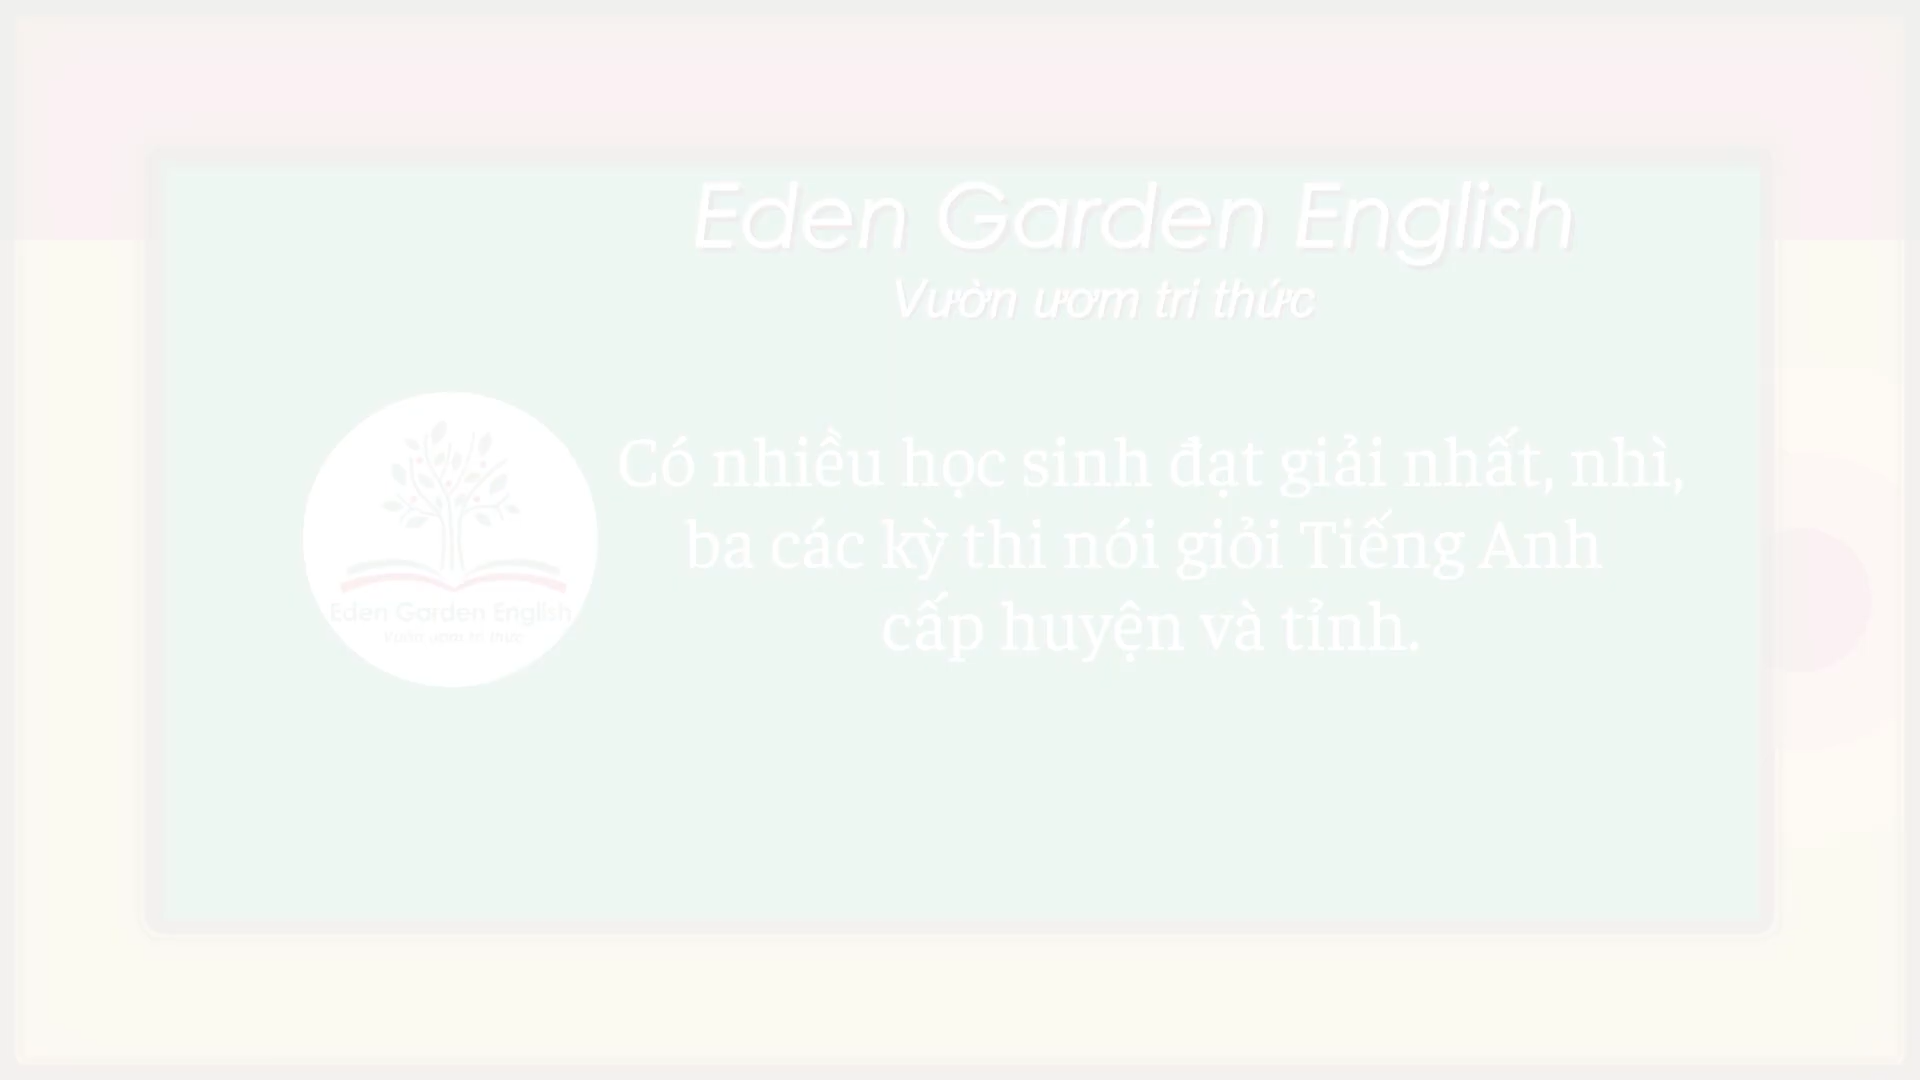 Eden Garden English
Vườn ươm tri thức
Có nhiều học sinh đạt giải nhất, nhì,
ba các kỳ thi nói giỏi Tiếng Anh
cấp huyện và tỉnh.
Eden Garden English
Vườn ươm tri thức